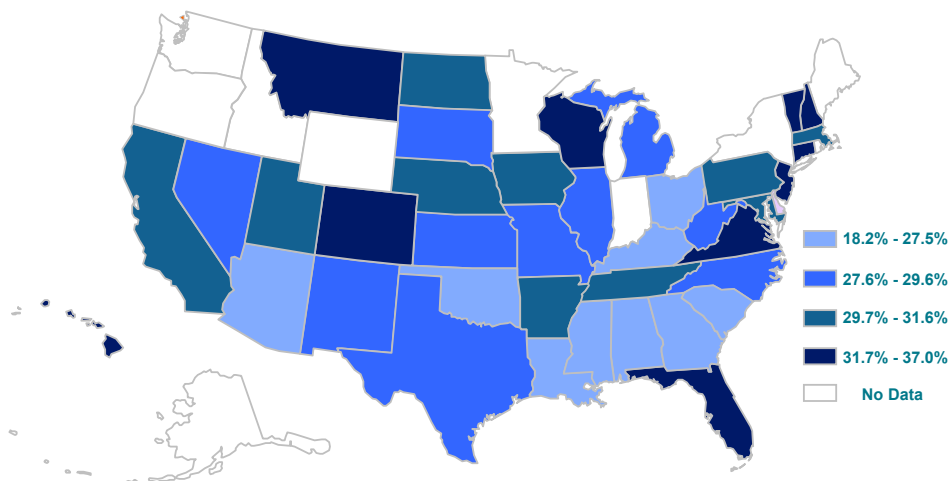 18.2% - 27.5%
27.6% - 29.6%
29.7% - 31.6%
31.7% - 37.0%
No Data